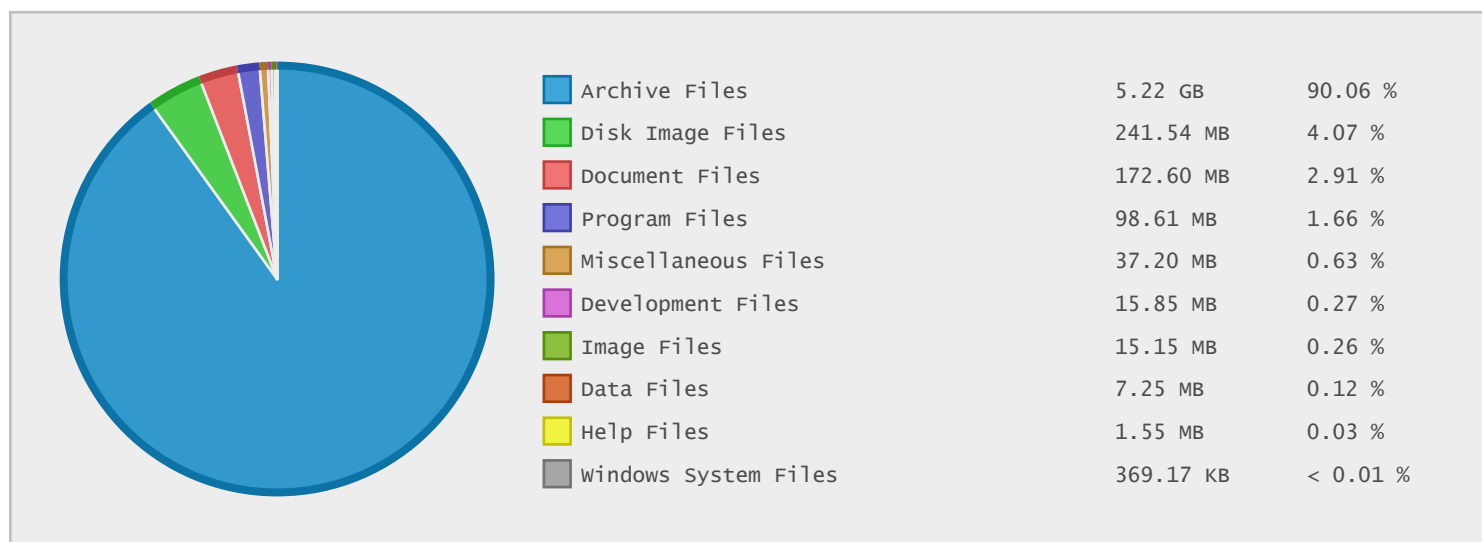 Archive Files 5.22 GB 90.06 %
Disk Image Files 241.54 MB 4.07 %
Document Files 172.60 MB 2.91 %
Program Files 98.61 MB 1.66 %
Miscellaneous Files 37.20 MB 0.63 %
Development Files 15.85 MB 0.27 %
Image Files 15.15 MB 0.26 %
Data Files 7.25 MB 0.12 %
Help Files 1.55 MB 0.03 %
Windows System Files 369.17 KB < 0.01 %